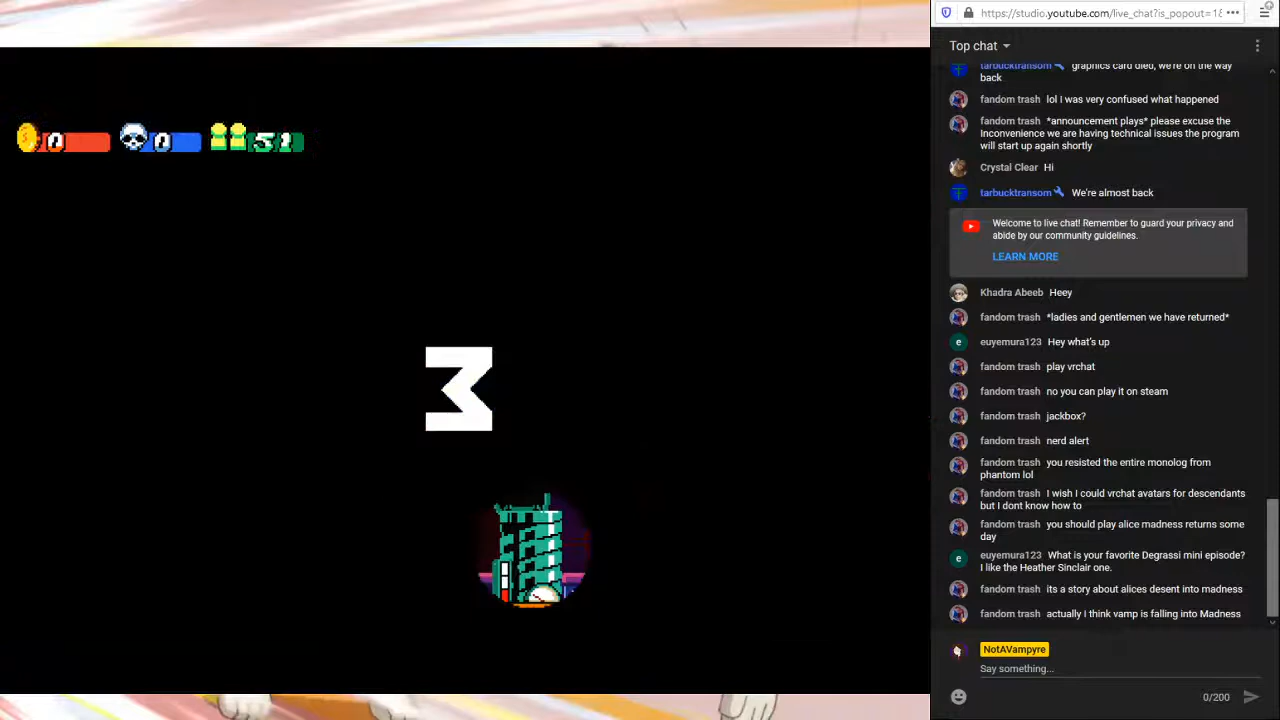 https://studio.youtube.com/live_chat?is_popout=1&
Top chat
0
0
51
3
tarbucktransom graphics card died, we're on the way
back
fandom trash lol I was very confused what happened
fandom trash *announcement plays* please excuse the
Inconvenience we are having technical issues the program
will start up again shortly
Crystal Clear Hi
tarbucktransom We're almost back
Welcome to live chat! Remember to guard your privacy and
abide by our community guidelines.
LEARN MORE
Khadra Abeeb Heey
fandom trash *ladies and gentlemen we have returned*
e
euyemura123 Hey what's up
fandom trash play vrchat
fandom trash no you can play it on steam
fandom trash jackbox?
fandom trash nerd alert
fandom trash you resisted the entire monolog from
phantom lol
fandom trash I wish I could vrchat avatars for descendants
but I dont know how to
fandom trash you should play alice madness returns some
day
e
euyemura123 What is your favorite Degrassi mini episode?
I like the Heather Sinclair one.
fandom trash its a story about alices desent into madness
fandom trash actually I think vamp is falling into Madness
NotAVampyre
Say something...
0/200